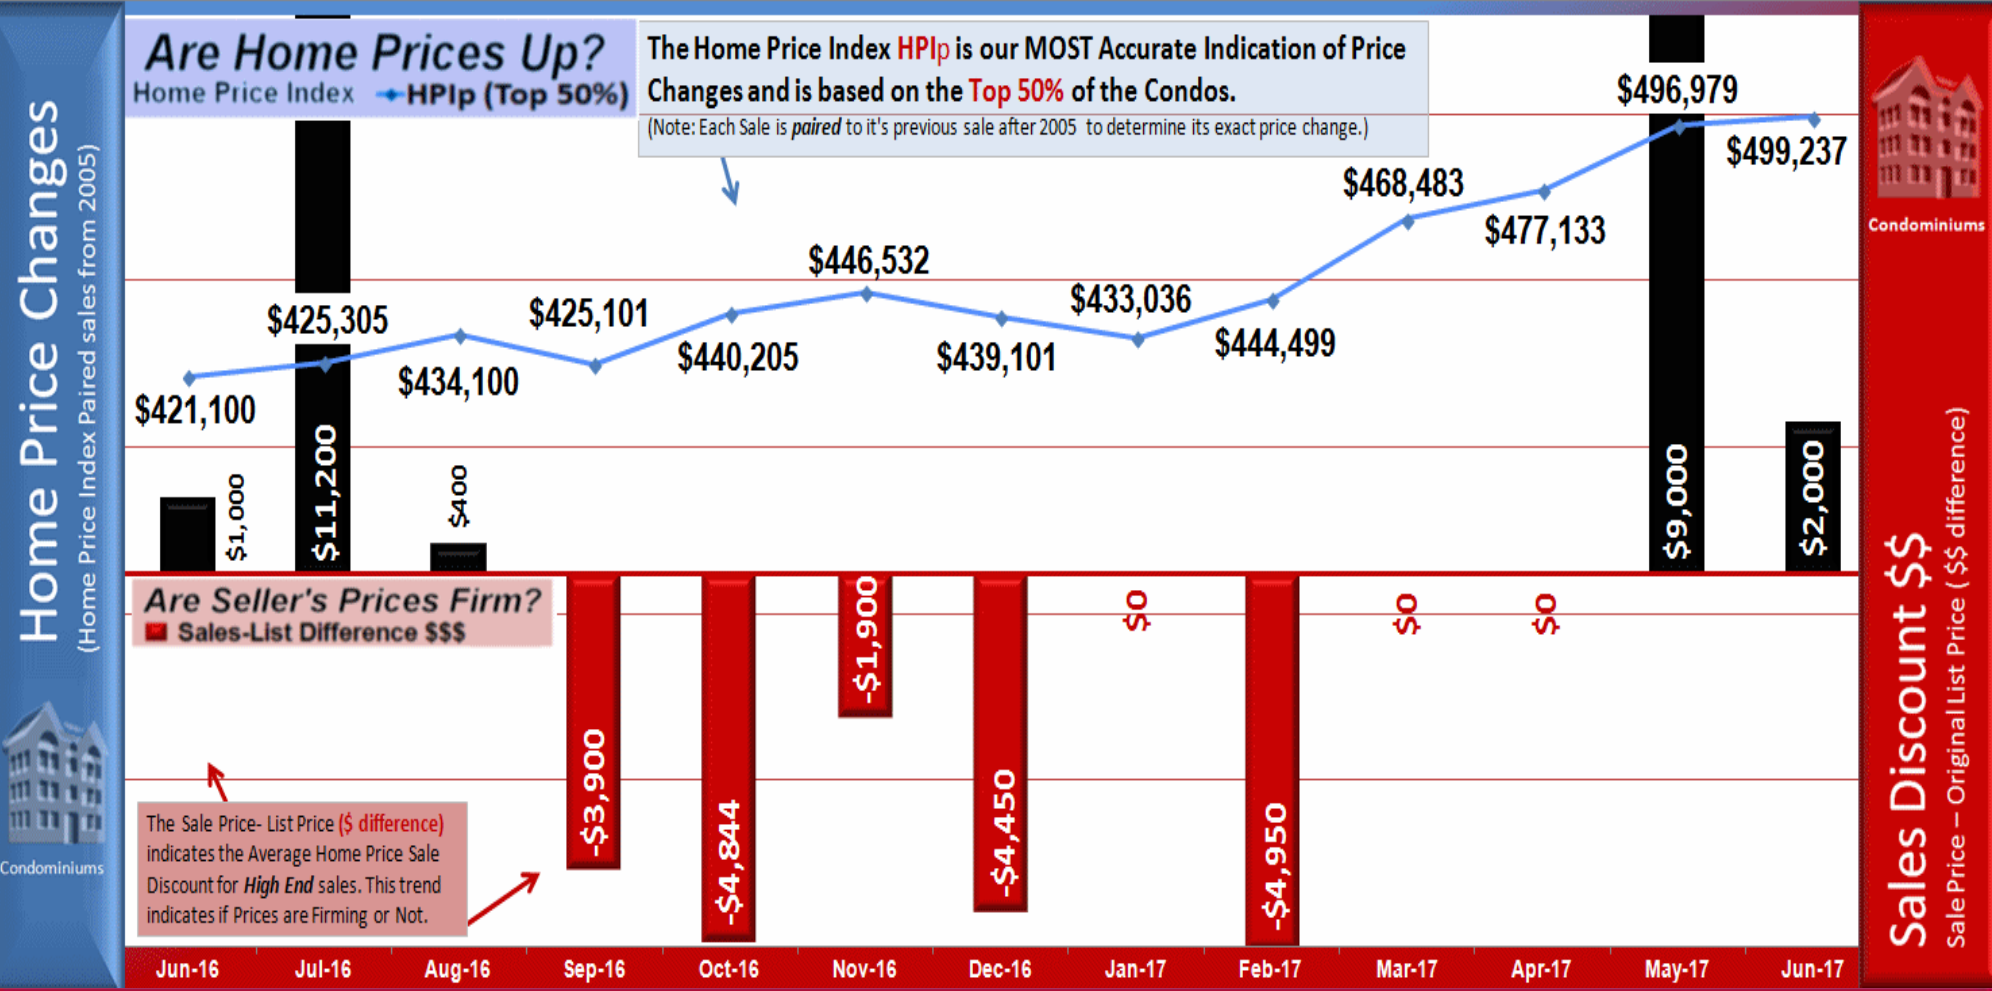 Home Price Changes
(Home Price Index Paired sales from 2005)
Condominiums
Are Home Prices Up?
Home Price Index HPIp (Top 50%)
The Home Price Index HPIp is our MOST Accurate Indication of Price
Changes and is based on the Top 50% of the Condos.
(Note: Each Sale is paired to it's previous sale after 2005 to determine its exact price change.)
$421,100
$425,305
$434,100
$425,101
$440,205
$446,532
$439,101
$433,036
$444,499
$468,483
$477,133
$496,979
$499,237
$1,000
$11,200
$400
$9,000
$2,000
Are Seller's Prices Firm?
Sales-List Difference $$$
-$3,900
-$4,844
-$1,900
-$4,450
$0
-$4,950
$0
$0
The Sale Price- List Price ($ difference)
indicates the Average Home Price Sale
Discount for High End sales. This trend
indicates if Prices are Firming or Not.
Jun-16
Jul-16
Aug-16
Sep-16
Oct-16
Nov-16
Dec-16
Jan-17
Feb-17
Mar-17
Apr-17
May-17
Jun-17
Condominiums
Sales Discount $$
Sale Price – Original List Price ( $$ difference)